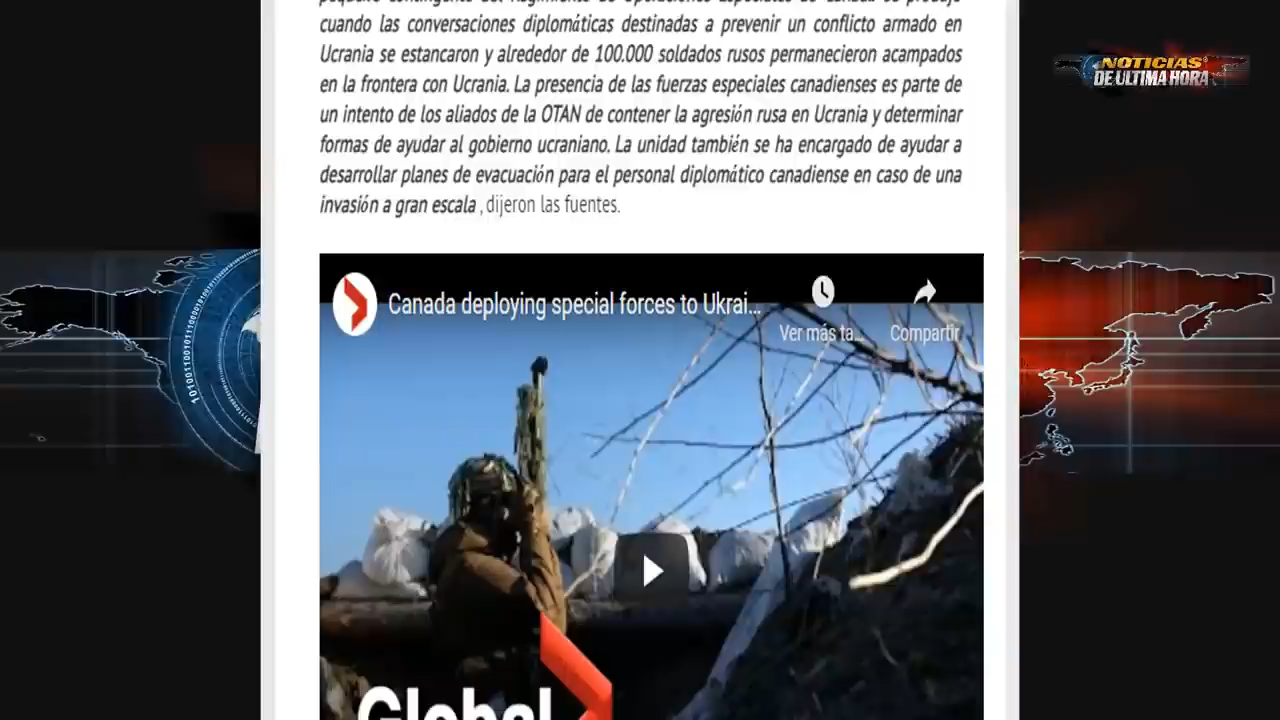 cuando las conversaciones diplomáticas destinadas a prevenir un conflicto armado en
Ucrania se estancaron y alrededor de 100.000 soldados rusos permanecieron acampados
en la frontera con Ucrania. La presencia de las fuerzas especiales canadienses es parte de
un intento de los aliados de la OTAN de contener la agresión rusa en Ucrania y determinar
formas de ayudar al gobierno ucraniano. La unidad también se ha encargado de ayudar a
desarrollar planes de evacuación para el personal diplomático canadiense en caso de una
invasión a gran escala , dijeron las fuentes.
NOTICIAS
DE ÚLTIMA HORA
Canada deploying special forces to Ukrai...
Ver más ta...
Compartir
Global